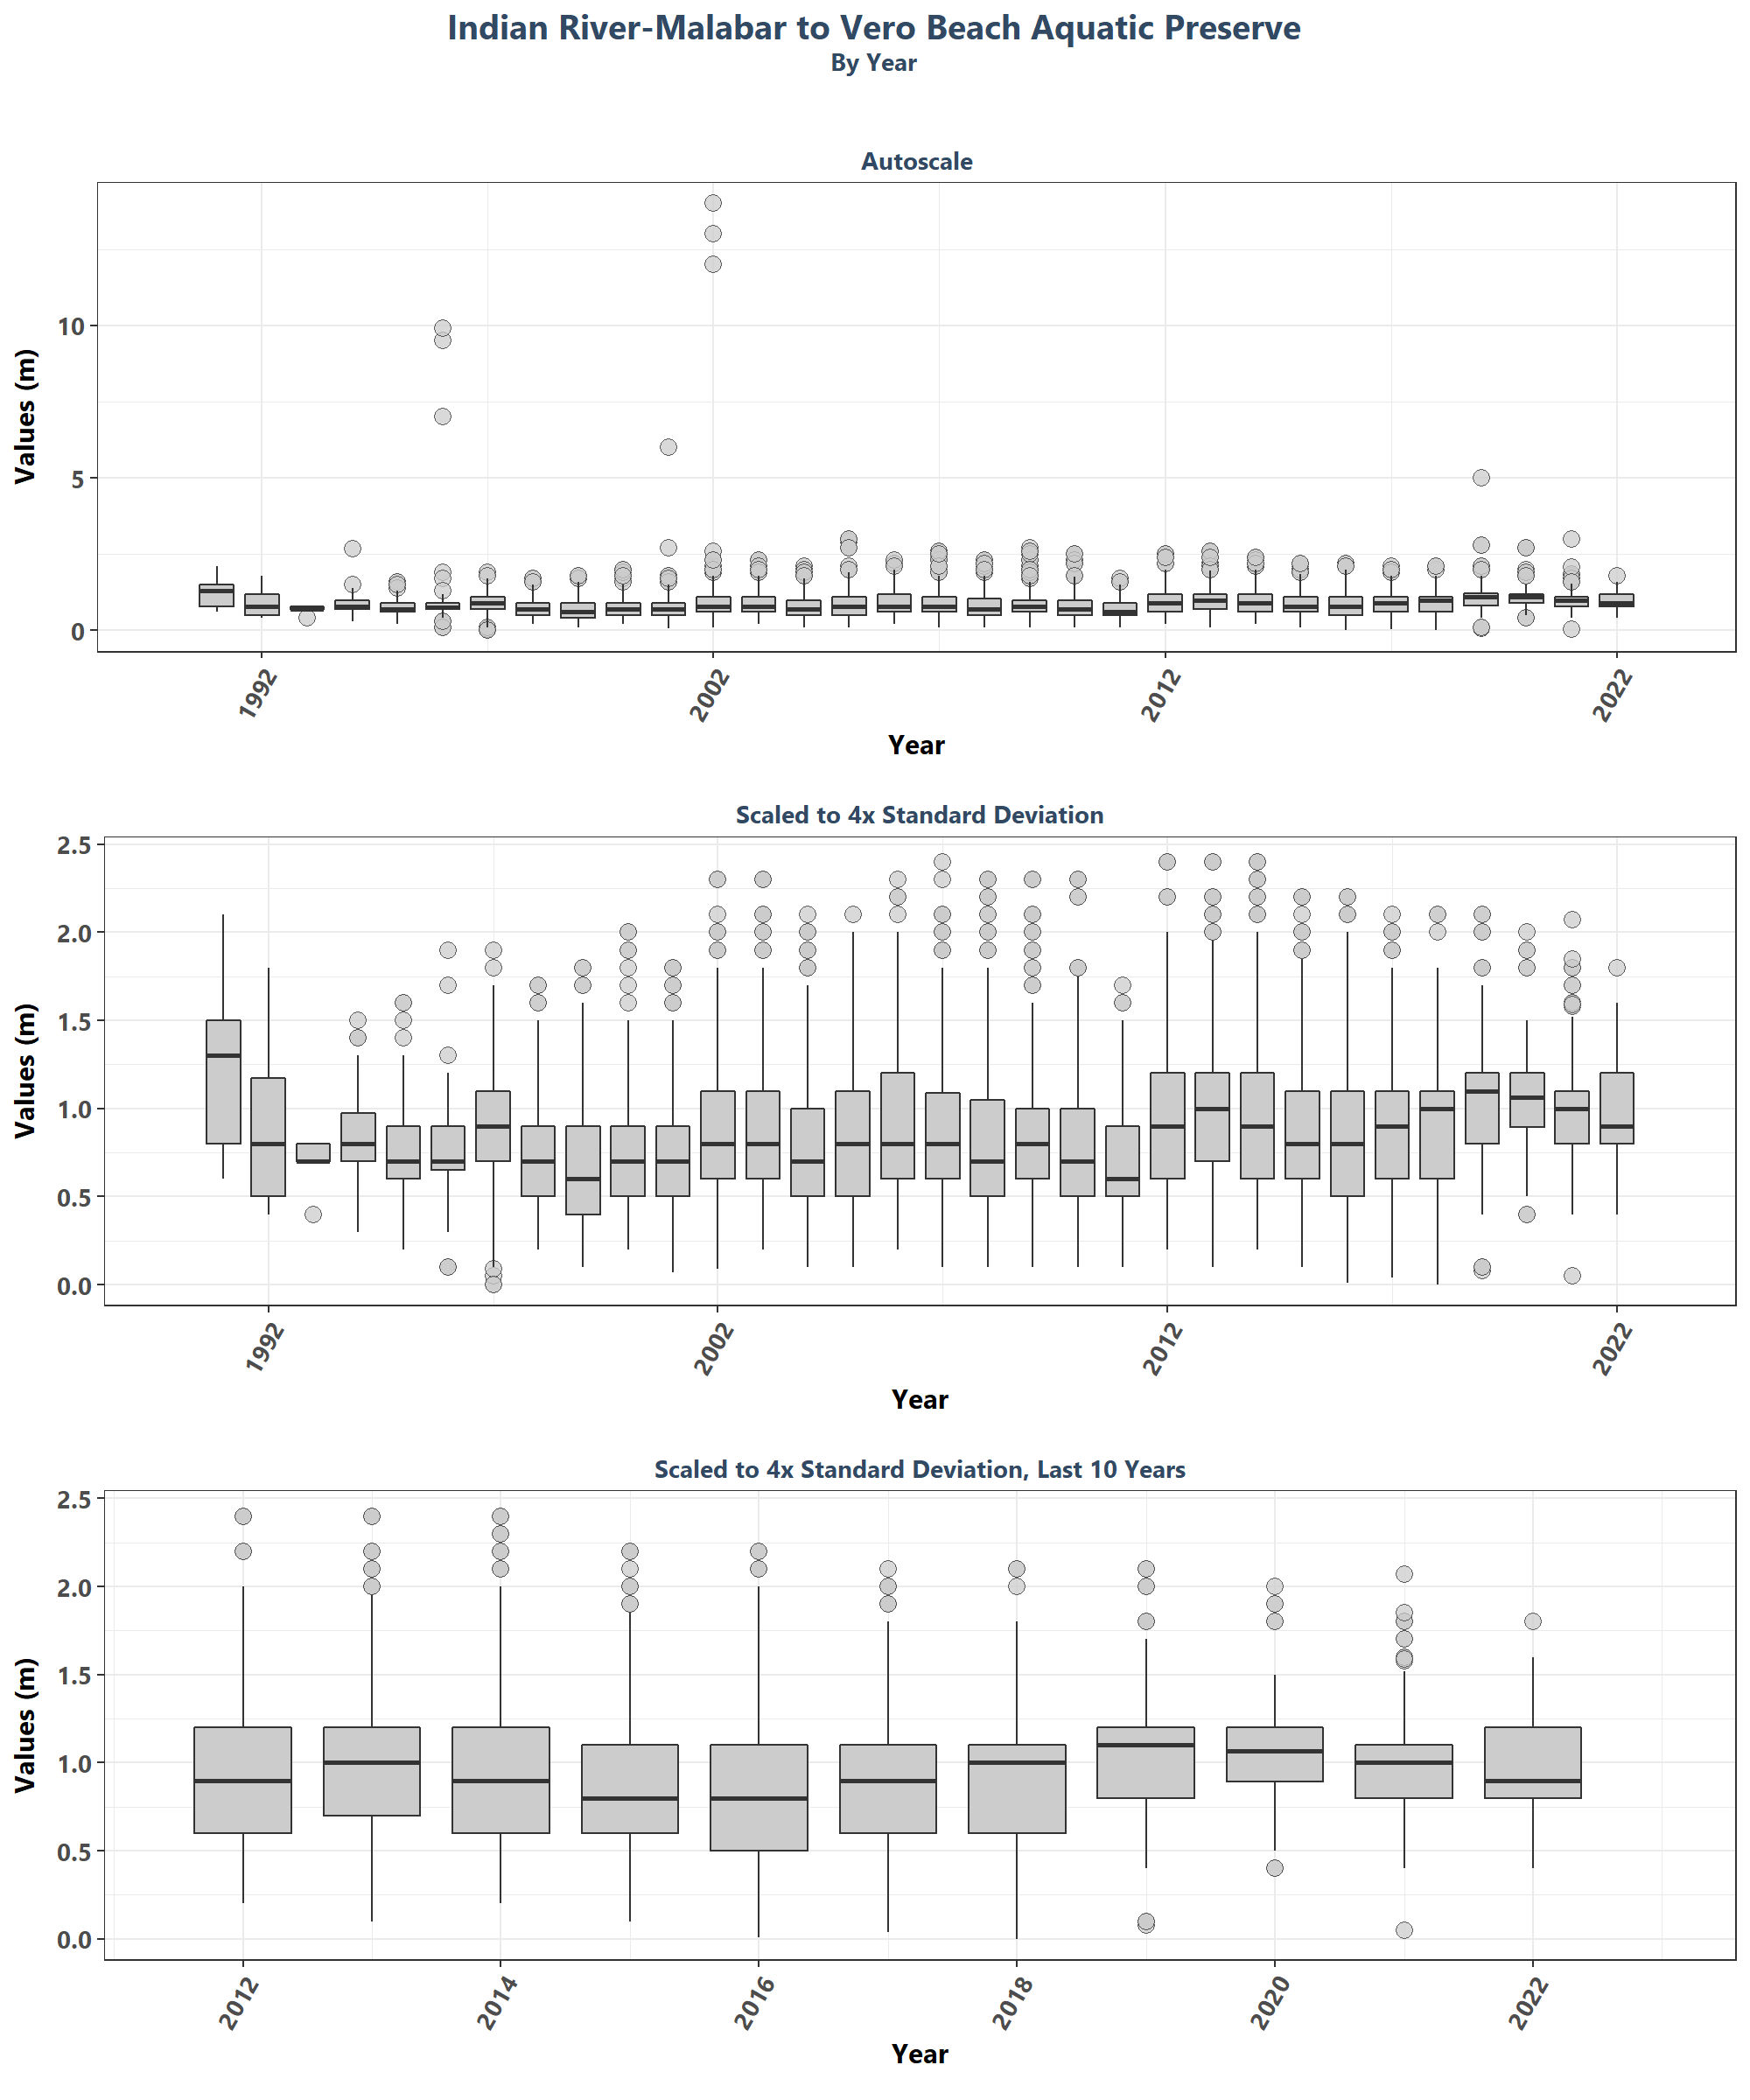 Indian River-Malabar to Vero Beach Aquatic Preserve
By Year
Autoscale
Values (m)
10
5
0
1992
2002
2012
2022
Year
Scaled to 4x Standard Deviation
Values (m)
2.5
2.0
1.5
1.0
0.5
0.0
1992
2002
2012
2022
Year
Scaled to 4x Standard Deviation, Last 10 Years
Values (m)
2.5
2.0
1.5
1.0
0.5
0.0
2012
2014
2016
2018
2020
2022
Year